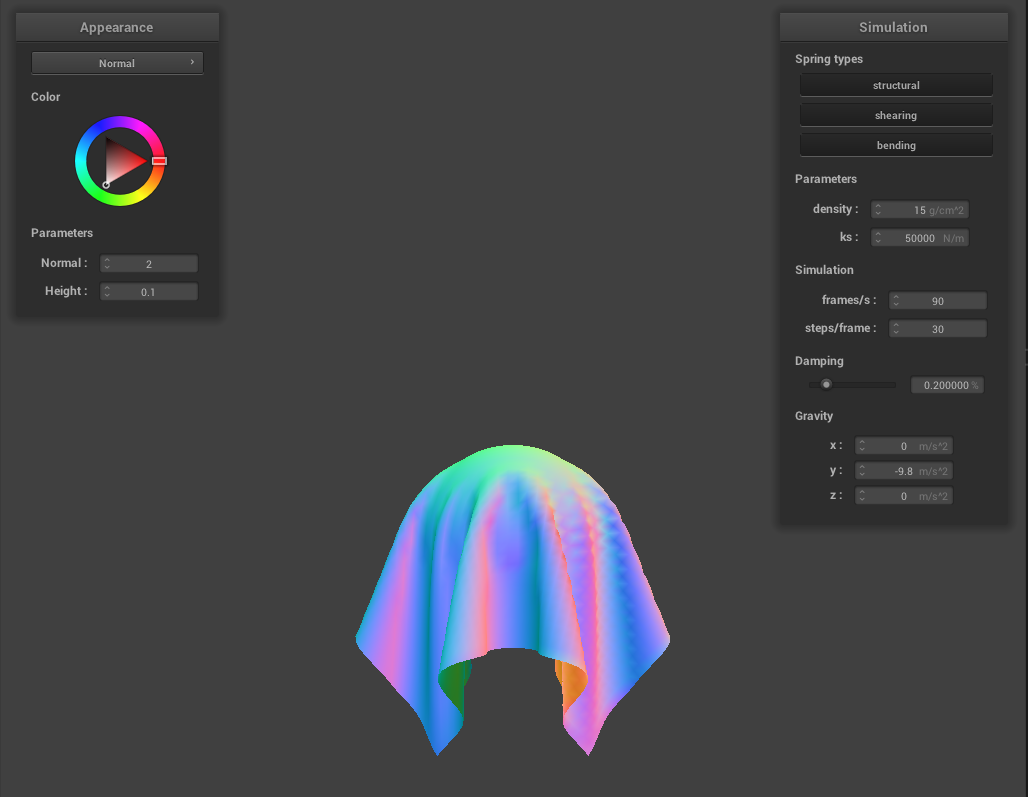 Appearance
Normal
Color
Parameters
Normal :
2
Height :
0.1
Simulation
Spring types
structural
shearing
bending
Parameters
density : 15 g/cm^2
ks : 50000 N/m
Simulation
frames/s : 90
steps/frame : 30
Damping
0.200000 %
Gravity
x : 0 m/s^2
y : -9.8 m/s^2
z : 0 m/s^2